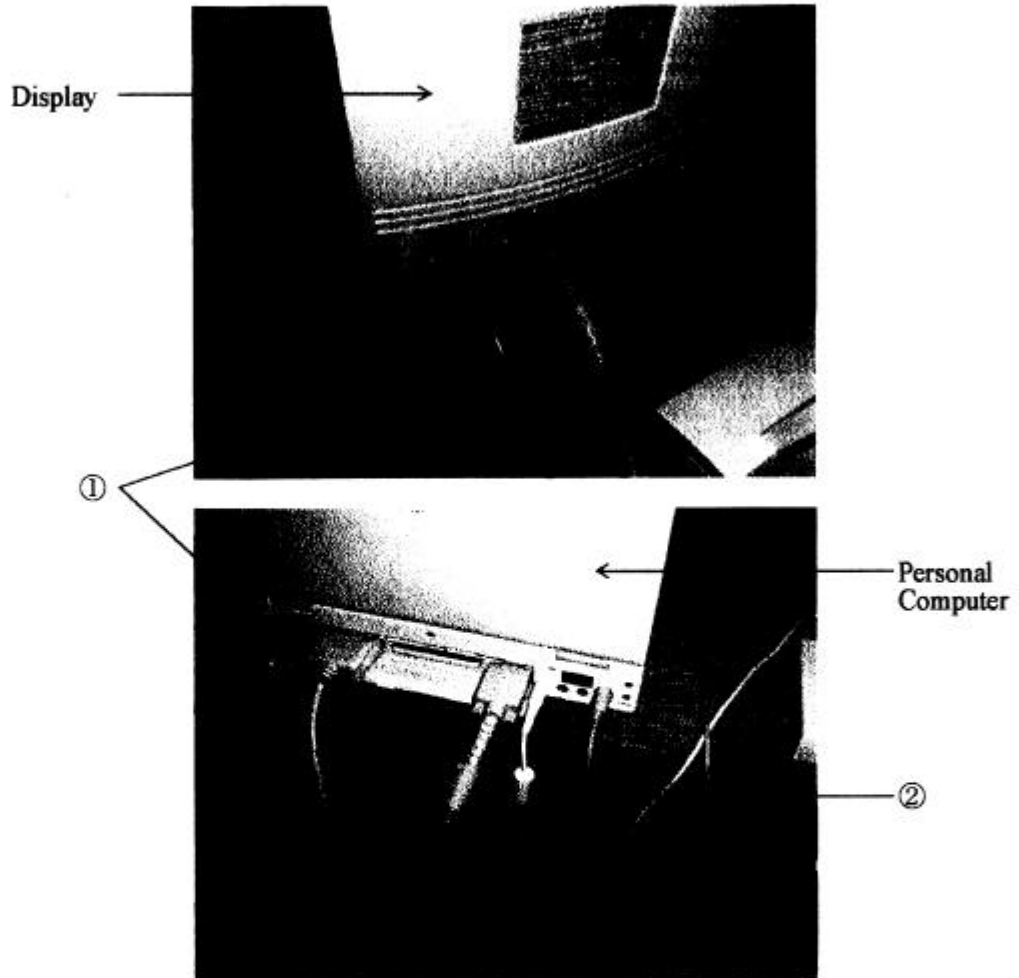 Display
①
Personal
Computer
②